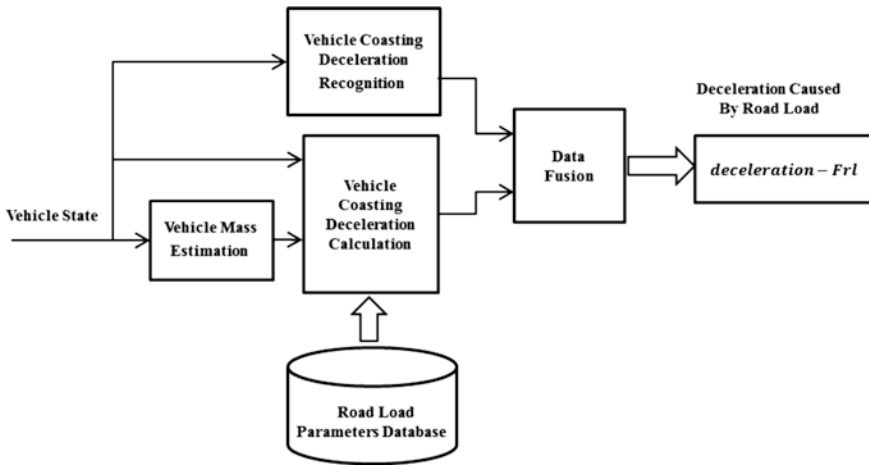 Vehicle Coasting
Deceleration
Recognition
Deceleration Caused
By Road Load
Data
Fusion
deceleration − Frl
Vehicle
Coasting
Deceleration
Calculation
Vehicle State
Vehicle Mass
Estimation
Road Load
Parameters Database